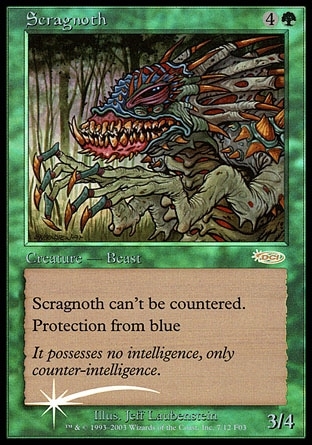 Scragnoth 4
Creature — Beast
DCI
Scragnoth can't be countered.
Protection from blue
It possesses no intelligence, only
counter-intelligence.
Illus. Jeff Laubenstein
™ & © 1993-2003 Wizards of the Coast, Inc. 7/12 F03
3/4